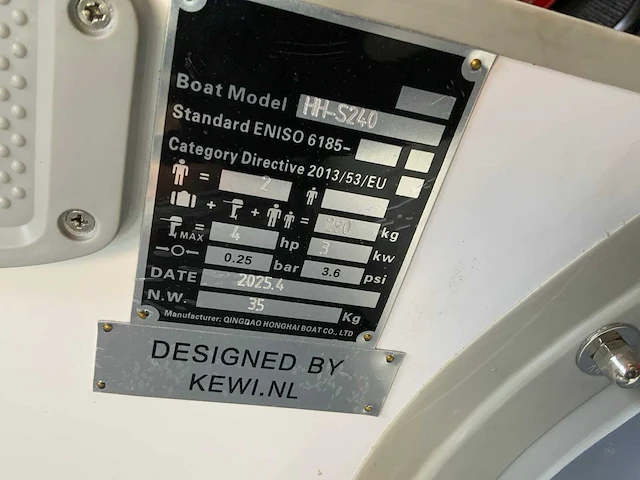 Boat Model HH-S240
Standard ENISO 6185-
Category Directive 2013/53/EU
= 2
+ + = kg
MAX 4 hp 3 kw
0.25 bar 3.6 psi
DATE 2025.4
N.W. 35 Kg
Manufacturer: QINGDAO HONGHAI BOAT CO., LTD
DESIGNED BY
KEWI.NL